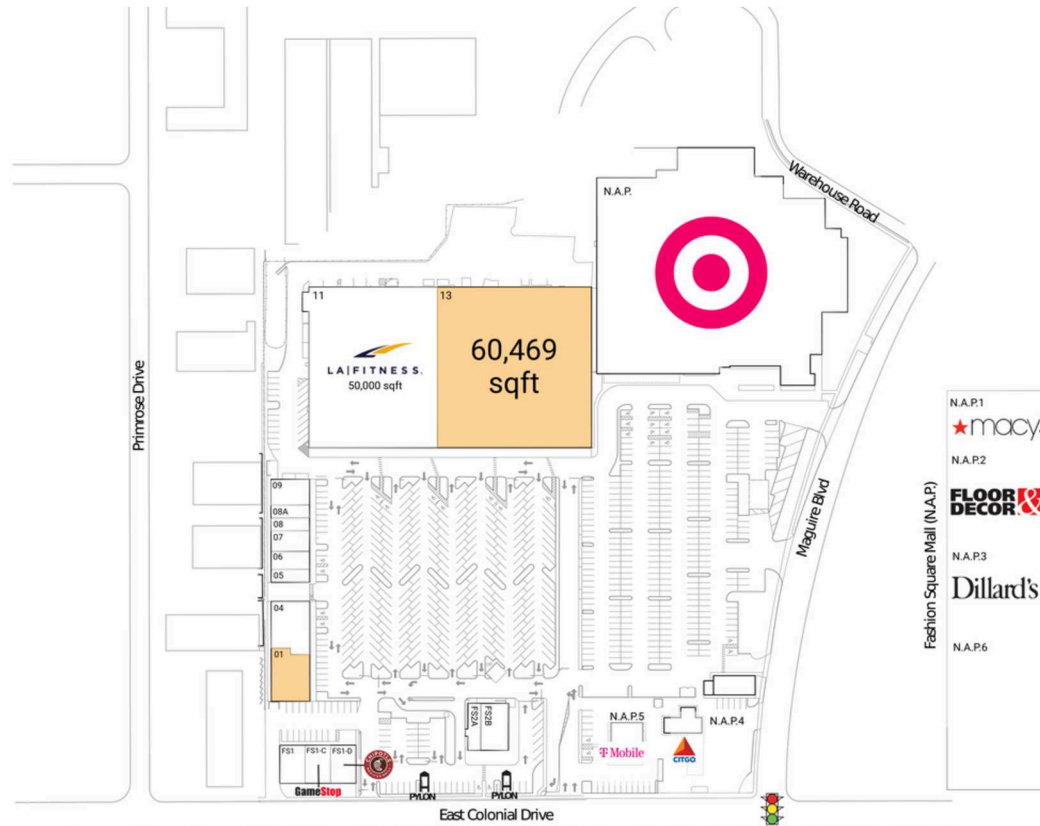 Warehouse Road
N.A.P.
11
13
LA|FITNESS.
50,000 sqft
60,469
sqft
Primrose Drive
Maguire Blvd
Fashion Square Mall (N.A.P.)
N.A.P.1
macy
N.A.P.2
FLOOR &
DECOR
N.A.P.3
Dillard's
N.A.P.6
09
08A
08
07
06
05
04
01
FS2A
FS2B
N.A.P.5
T Mobile
N.A.P.4
CITGO
FS1
FS1-C
FS1-D
GameStop
PYLON
PYLON
East Colonial Drive